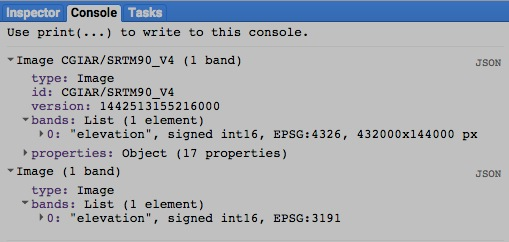 Inspector Console Tasks
Use print(...) to write to this console.
Image CGIAR/SRTM90_V4 (1 band) JSON
type: Image
id: CGIAR/SRTM90_V4
version: 1442513155216000
bands: List (1 element)
0: "elevation", signed int16, EPSG:4326, 432000x144000 px
properties: Object (17 properties)
Image (1 band) JSON
type: Image
bands: List (1 element)
0: "elevation", signed int16, EPSG:3191